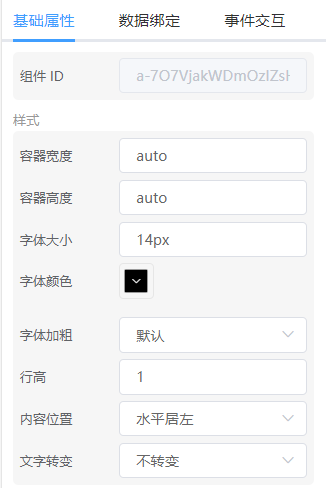 基础属性 数据绑定 事件交互
组件 ID a-7O7VjakWDmOzIZsI
样式
容器宽度 auto
容器高度 auto
字体大小 14px
字体颜色
字体加粗 默认
行高 1
内容位置 水平居左
文字转变 不转变